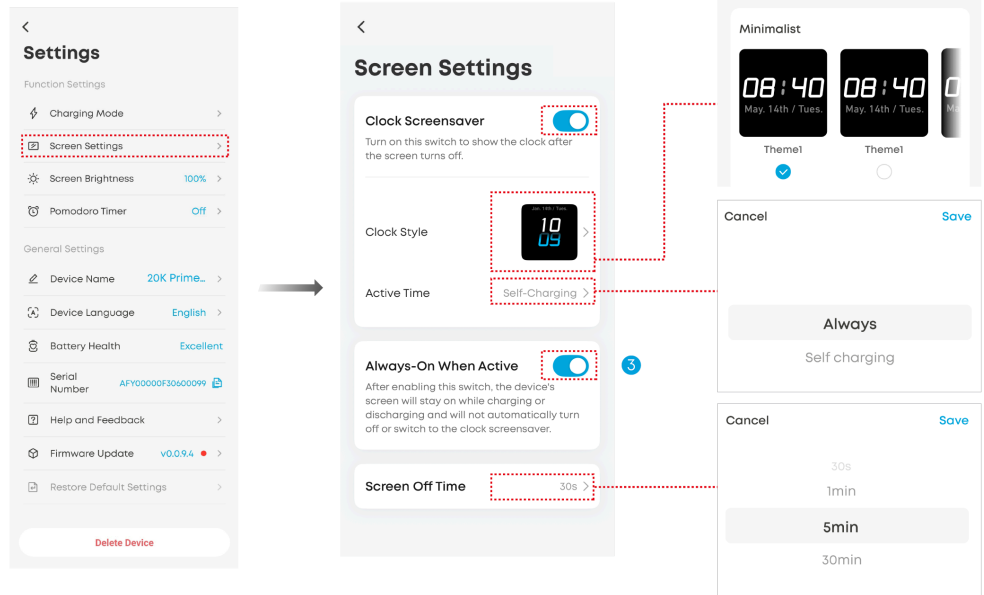 Settings
Function Settings
Charging Mode
Screen Settings
Screen Brightness 100%
Pomodoro Timer Off
General Settings
Device Name 20K Prime...
Device Language English
Battery Health Excellent
Serial
Number AFY00000F30600099
Help and Feedback
Firmware Update v0.0.9.4
Restore Default Settings
Delete Device
Screen Settings
Clock Screensaver
Turn on this switch to show the clock after
the screen turns off.
Clock Style
Jan. 14th / Tues.
10
09
Active Time Self-Charging
Always-On When Active
After enabling this switch, the device's
screen will stay on while charging or
discharging and will not automatically turn
off or switch to the clock screensaver.
Screen Off Time 30s
3
Minimalist
08:40 08:40 0
May. 14th / Tues. May. 14th / Tues. Ma
Theme1 Theme1
Cancel Save
Always
Self charging
Cancel Save
30s
1min
5min
30min